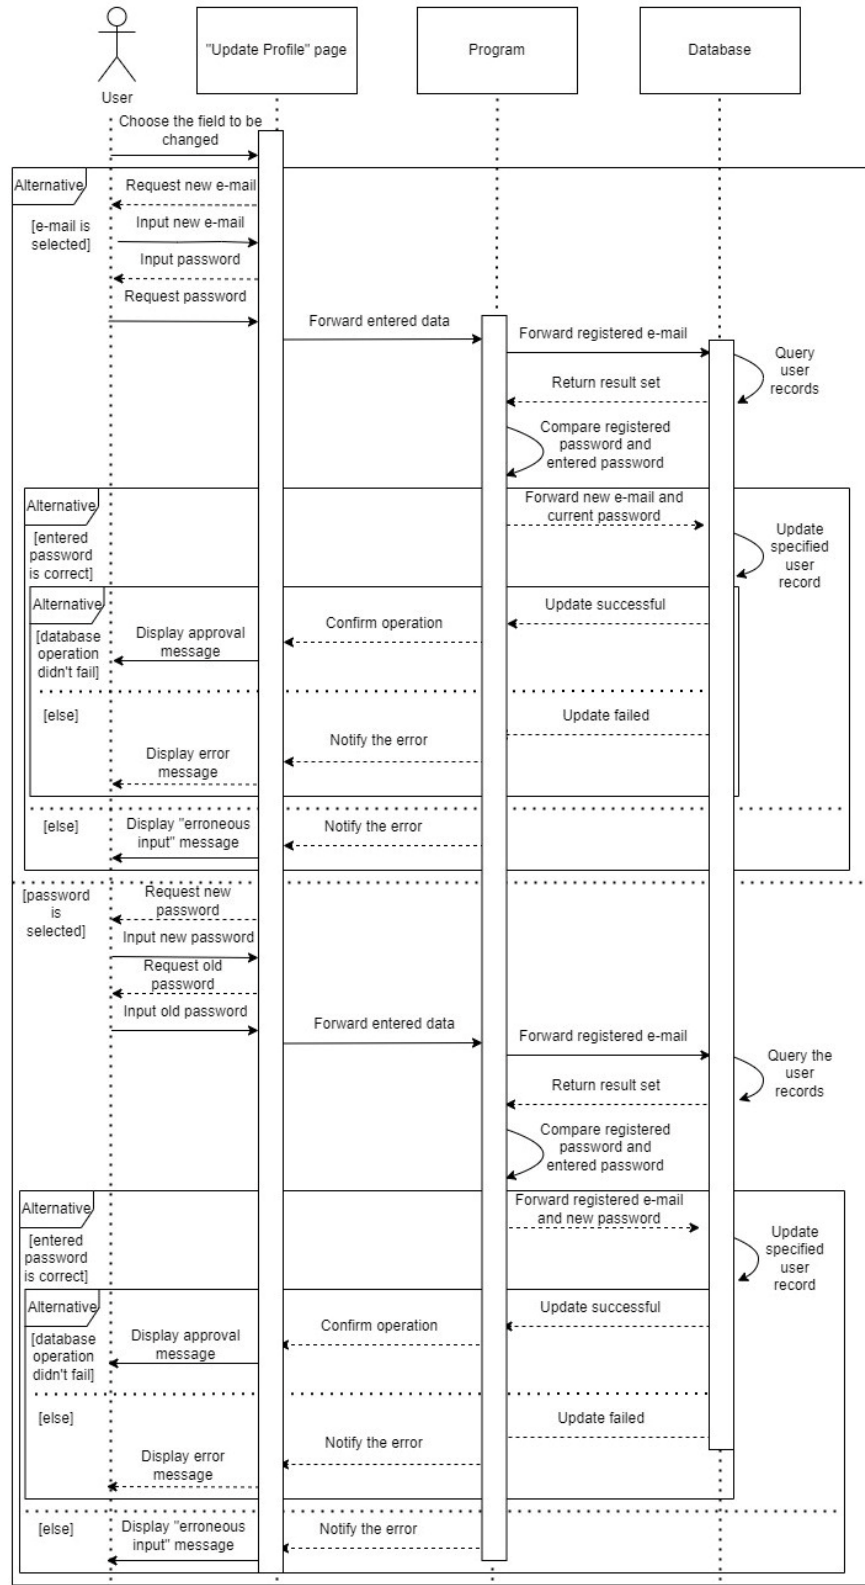 "Update Profile" page
Program
Database
User
Choose the field to be
changed
Alternative
Request new e-mail
[e-mail is
selected]
Input new e-mail
Input password
Request password
Forward entered data
Forward registered e-mail
Query
user
records
Return result set
Compare registered
password and
entered password
Alternative
Forward new e-mail and
current password
[entered
password
is correct]
Update
specified
user
record
Alternative
Update successful
Confirm operation
Display approval
message
[database
operation
didn't fail]
[else]
Update failed
Notify the error
Display error
message
[else]
Display "erroneous
input" message
Notify the error
[password
is
selected]
Request new
password
Input new password
Request old
password
Input old password
Forward entered data
Forward registered e-mail
Query the
user
records
Return result set
Compare registered
password and
entered password
Alternative
Forward registered e-mail
and new password
[entered
password
is correct]
Update
specified
user
record
Alternative
Update successful
Confirm operation
Display approval
message
[database
operation
didn't fail]
[else]
Update failed
Notify the error
Display error
message
[else]
Display "erroneous
input" message
Notify the error